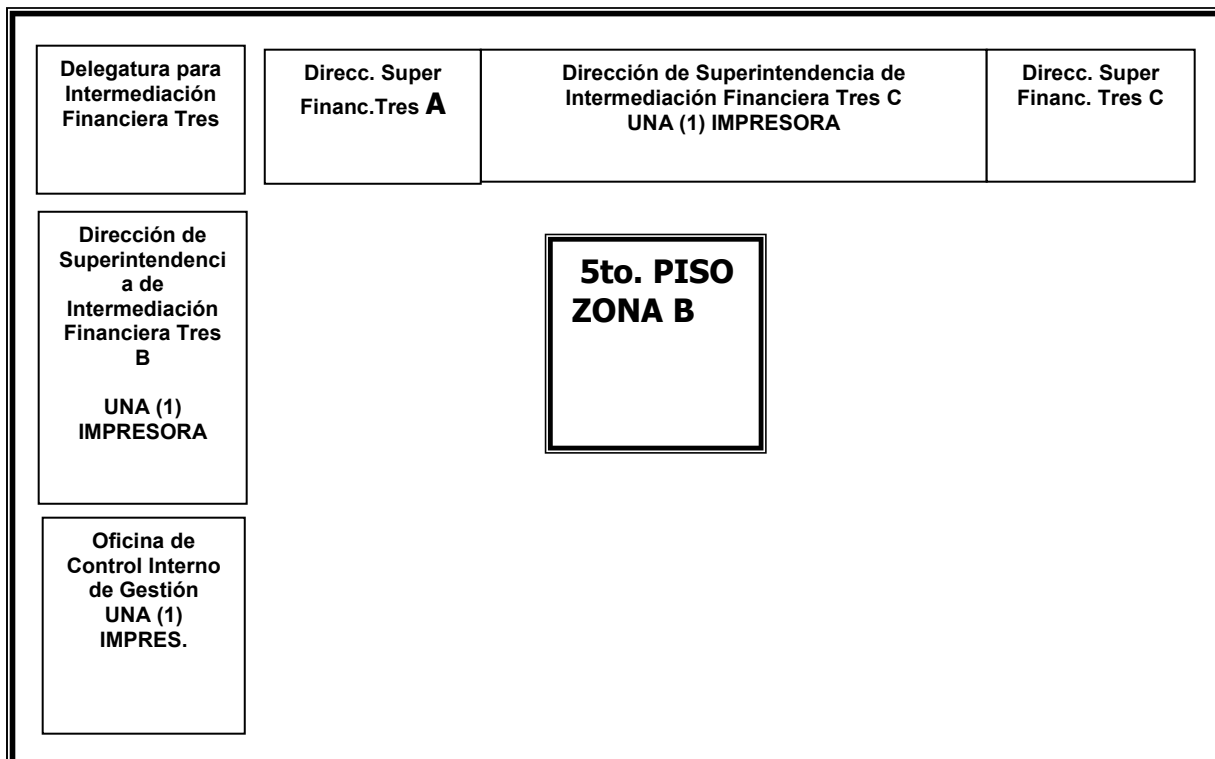 Delegatura para
Intermediación
Financiera Tres
Direcc. Super
Financ.Tres A
Dirección de Superintendencia de
Intermediación Financiera Tres C
UNA (1) IMPRESORA
Direcc. Super
Financ. Tres C
Dirección de
Superintendenci
a de
Intermediación
Financiera Tres
B
UNA (1)
IMPRESORA
5to. PISO
ZONA B
Oficina de
Control Interno
de Gestión
UNA (1)
IMPRES.